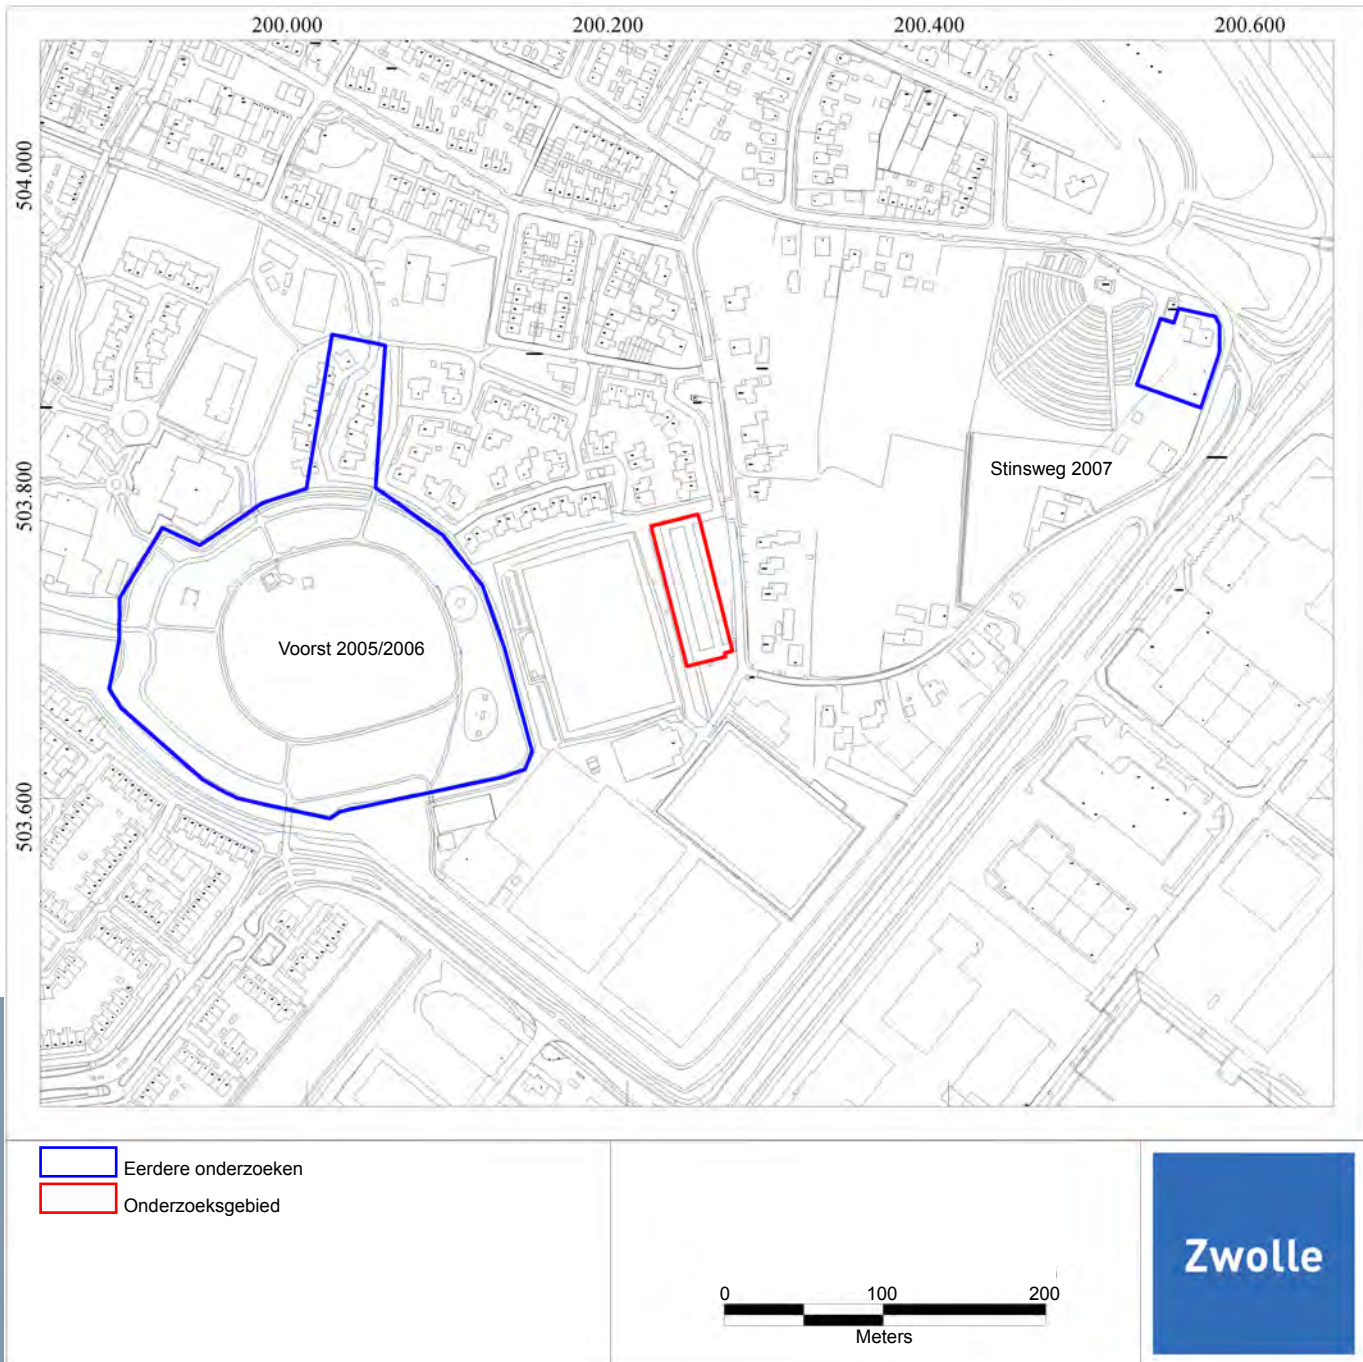 200.000 200.200 200.400 200.600
504.000
503.800
503.600
Stinsweg 2007
Voorst 2005/2006
Eerdere onderzoeken
Onderzoeksgebied
0 100 200
Meters
Zwolle